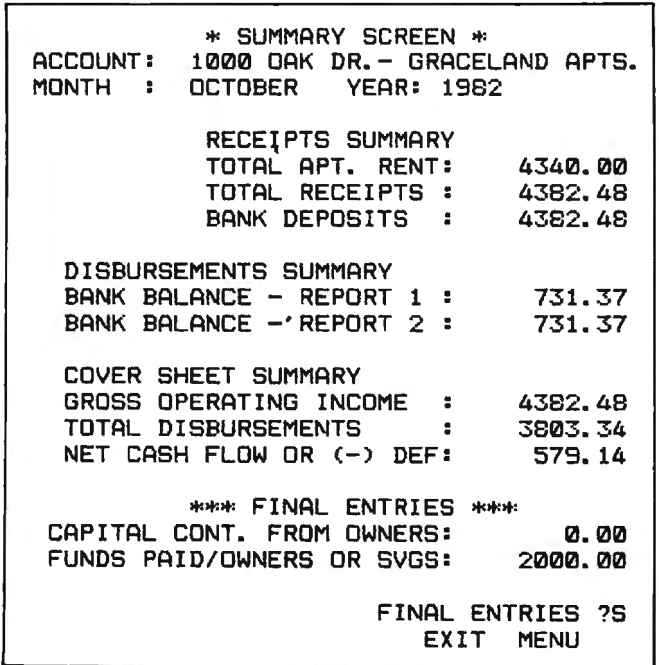 * SUMMARY SCREEN *
ACCOUNT: 1000 OAK DR.- GRACELAND APTS.
MONTH : OCTOBER YEAR: 1982
RECEIPTS SUMMARY
TOTAL APT. RENT: 4340.00
TOTAL RECEIPTS : 4382.48
BANK DEPOSITS : 4382.48
DISBURSEMENTS SUMMARY
BANK BALANCE - REPORT 1 : 731.37
BANK BALANCE - REPORT 2 : 731.37
COVER SHEET SUMMARY
GROSS OPERATING INCOME : 4382.48
TOTAL DISBURSEMENTS : 3803.34
NET CASH FLOW OR (-) DEF: 579.14
*** FINAL ENTRIES ***
CAPITAL CONT. FROM OWNERS: 0.00
FUNDS PAID/OWNERS OR SVGS: 2000.00
FINAL ENTRIES ?S
EXIT MENU